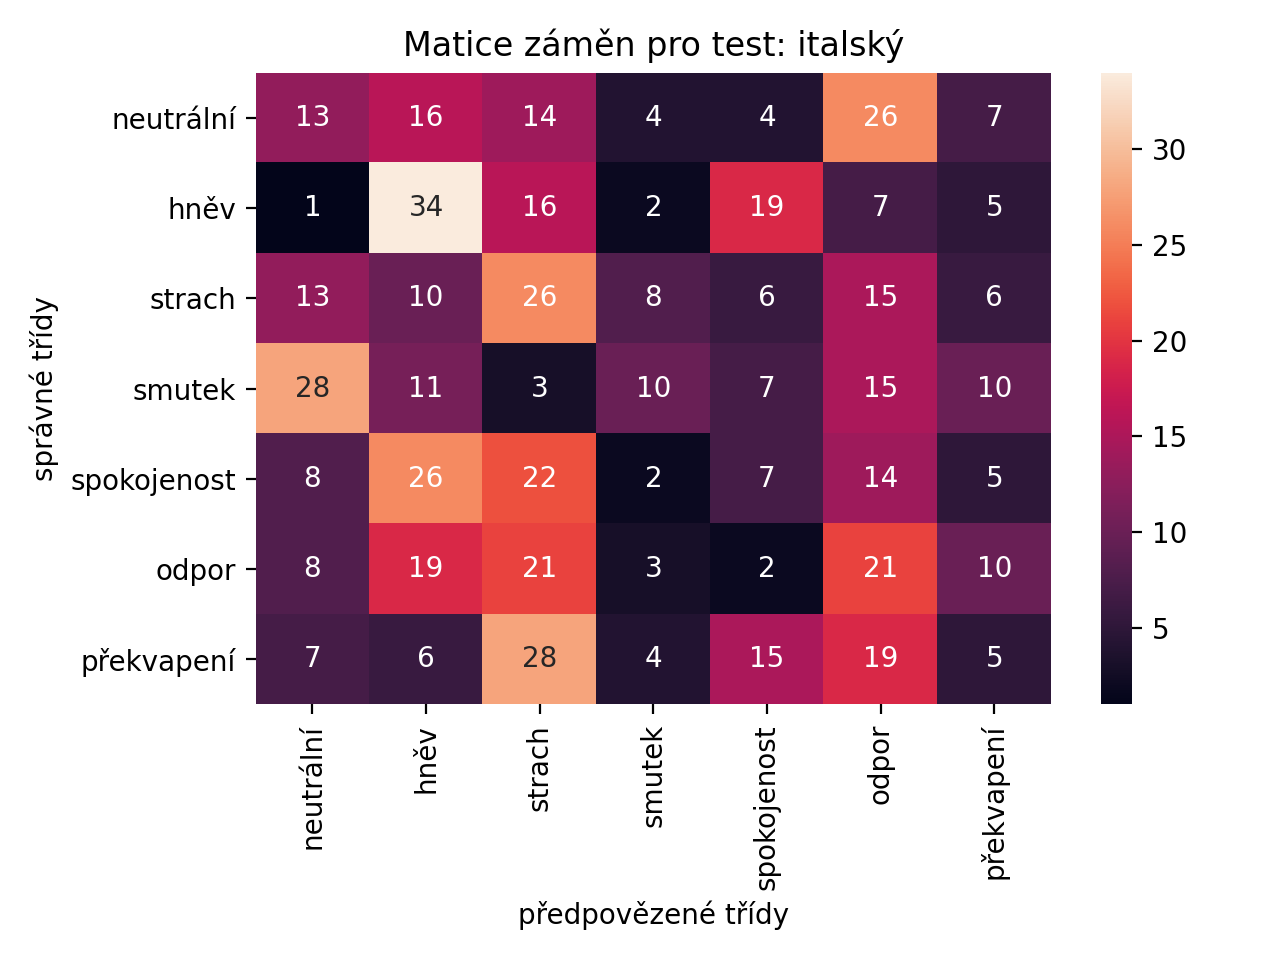 Matice záměn pro test: italský
neutrální 13 16 14 4 4 26 7
hněv 1 34 16 2 19 7 5
strach 13 10 26 8 6 15 6
smutek 28 11 3 10 7 15 10
spokojenost 8 26 22 2 7 14 5
odpor 8 19 21 3 2 21 10
překvapení 7 6 28 4 15 19 5
správné třídy
neutrální hněv strach smutek spokojenost odpor překvapení
předpovězené třídy
30
25
20
15
10
5